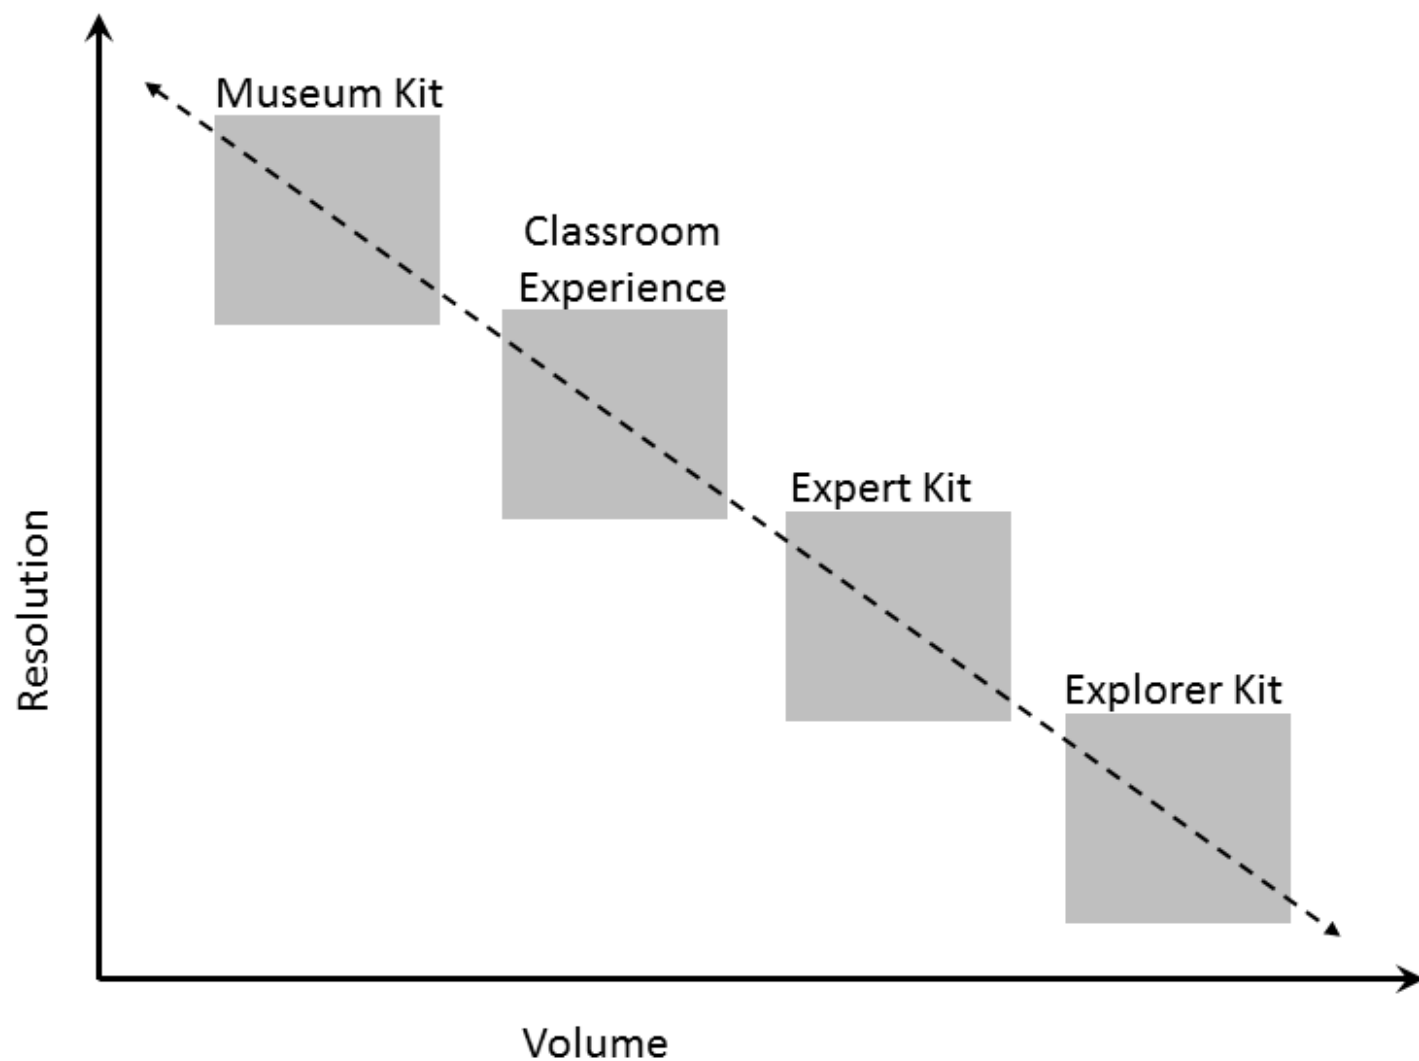 Museum Kit
Classroom
Experience
Expert Kit
Explorer Kit
Resolution
Volume